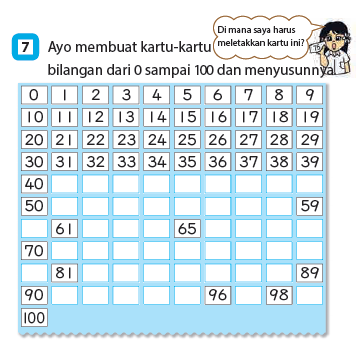 Di mana saya harus
meletakkan kartu ini?
7 Ayo membuat kartu-kartu
bilangan dari 0 sampai 100 dan menyusunnya
0 1 2 3 4 5 6 7 8 9
10 11 12 13 14 15 16 17 18 19
20 21 22 23 24 25 26 27 28 29
30 31 32 33 34 35 36 37 38 39
40
50 59
61 65
70
81 89
90 96 98
100